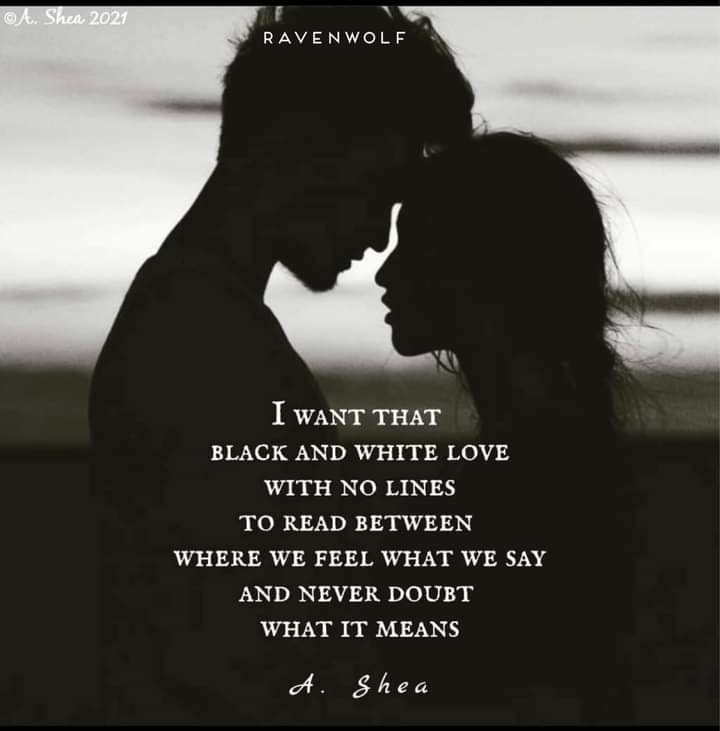 ©A. Shea 2021
RAVENWOLF
I WANT THAT
BLACK AND WHITE LOVE
WITH NO LINES
TO READ BETWEEN
WHERE WE FEEL WHAT WE SAY
AND NEVER DOUBT
WHAT IT MEANS
A. Shea